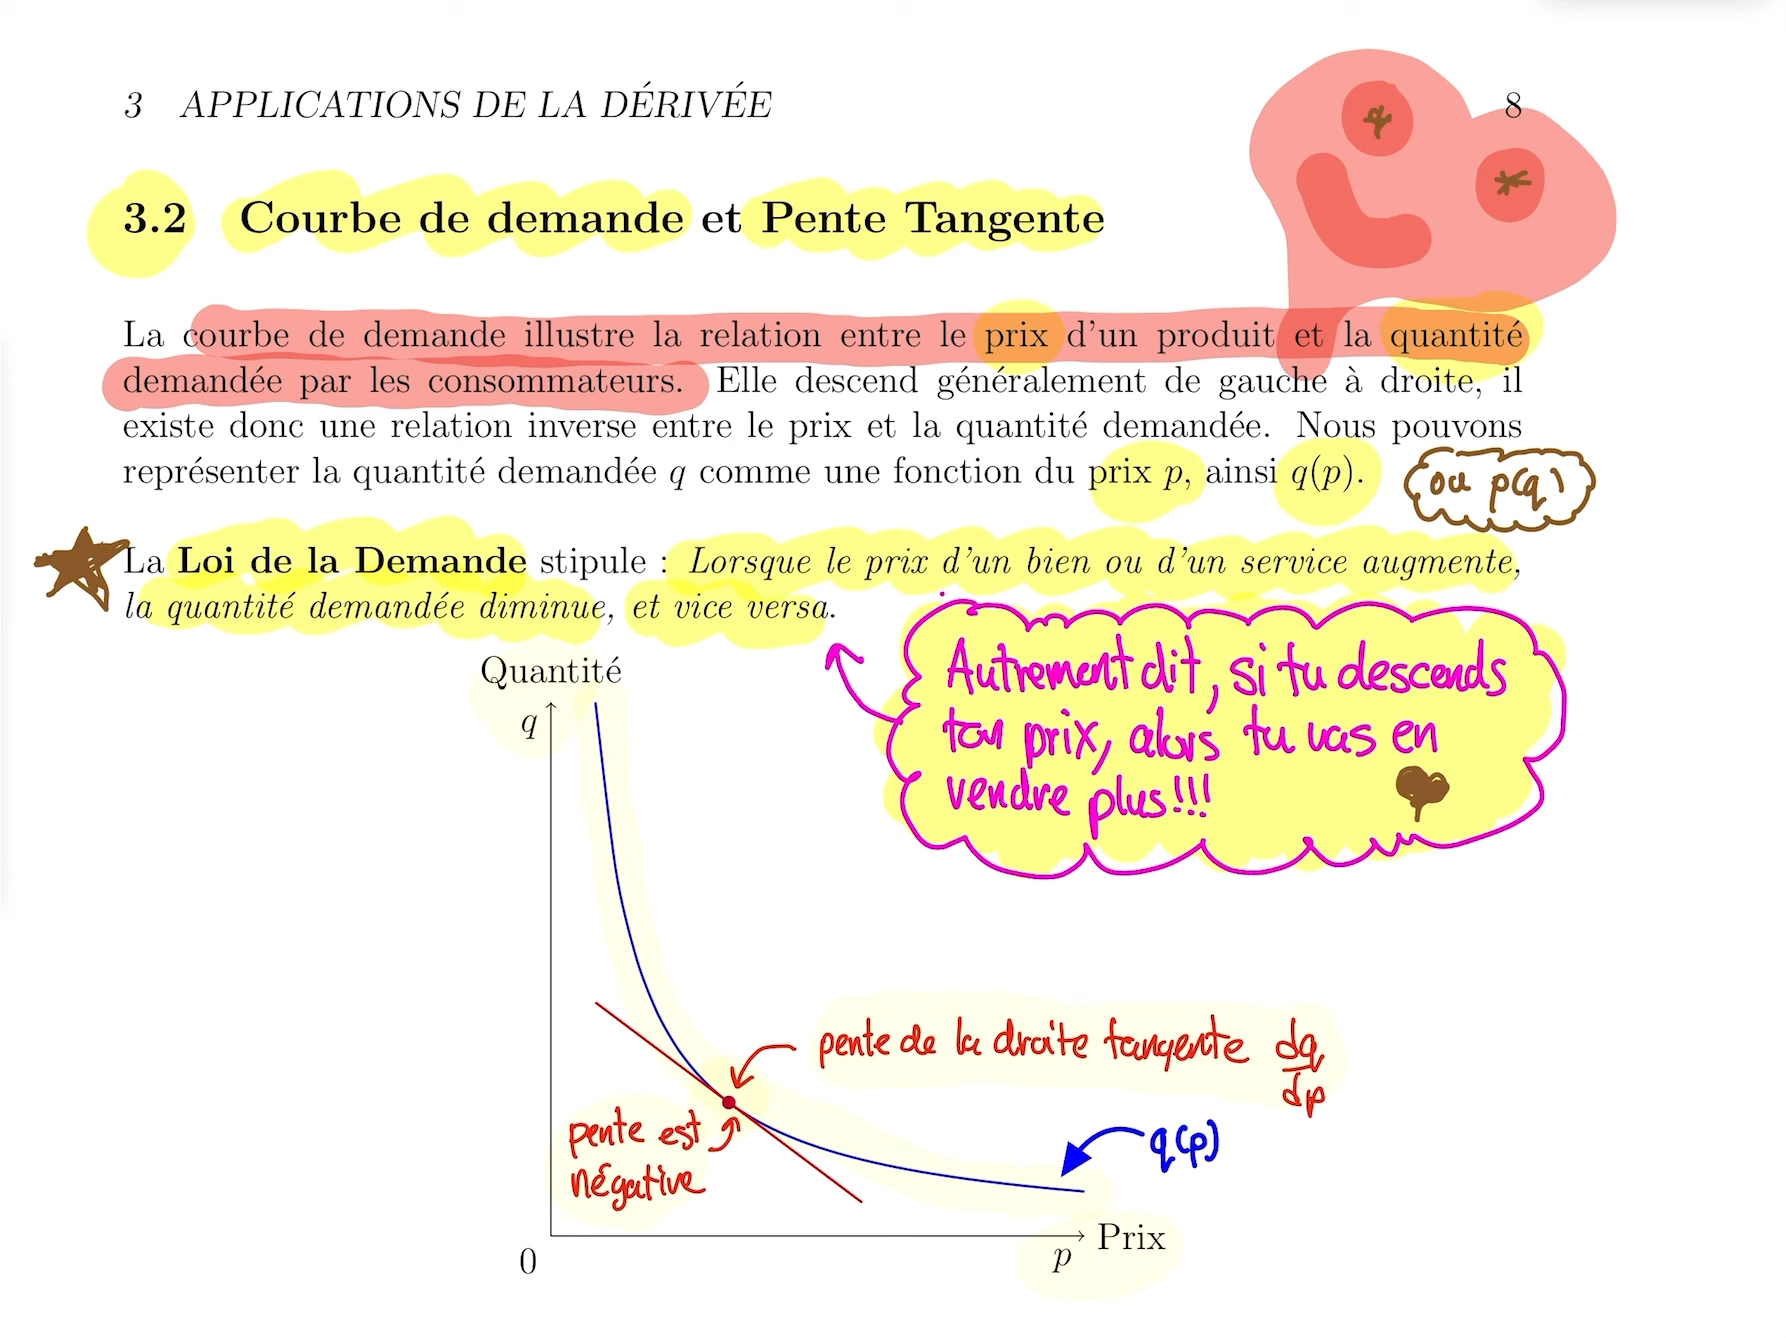 3 APPLICATIONS DE LA DÉRIVÉE 8
3.2 Courbe de demande et Pente Tangente
La courbe de demande illustre la relation entre le prix d'un produit et la quantité
demandée par les consommateurs. Elle descend généralement de gauche à droite, il
existe donc une relation inverse entre le prix et la quantité demandée. Nous pouvons
représenter la quantité demandée q comme une fonction du prix p, ainsi q(p).
ou p(q)
La Loi de la Demande stipule : Lorsque le prix d'un bien ou d'un service augmente,
la quantité demandée diminue, et vice versa.
Autrement dit, si tu descends
ton prix, alors tu vas en
vendre plus!!!
Quantité
q
pente de la droite tangente dq/dp
pente est
négative
q(p)
Prix
p
0